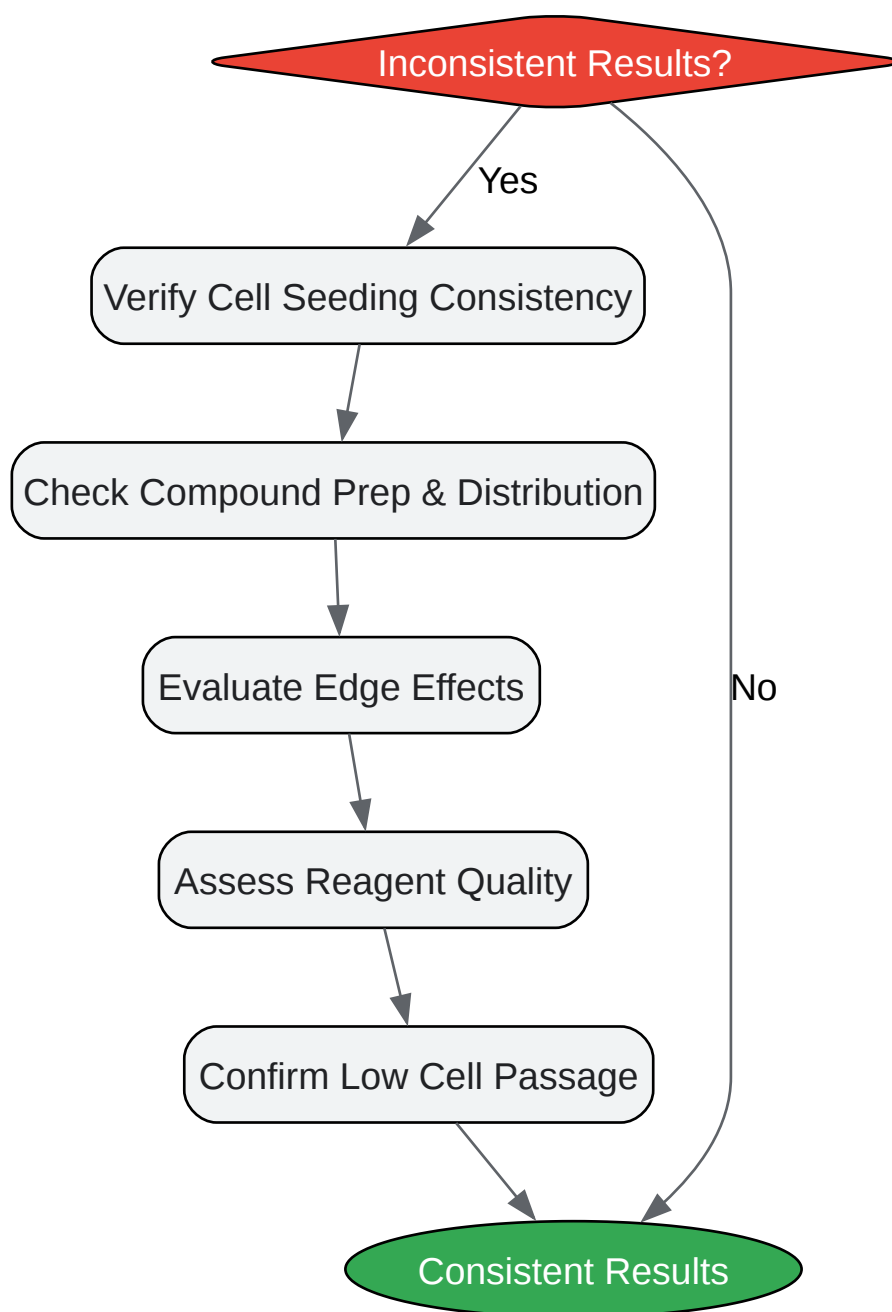 Inconsistent Results?
Yes
Verify Cell Seeding Consistency
Check Compound Prep & Distribution
Evaluate Edge Effects
No
Assess Reagent Quality
Confirm Low Cell Passage
Consistent Results